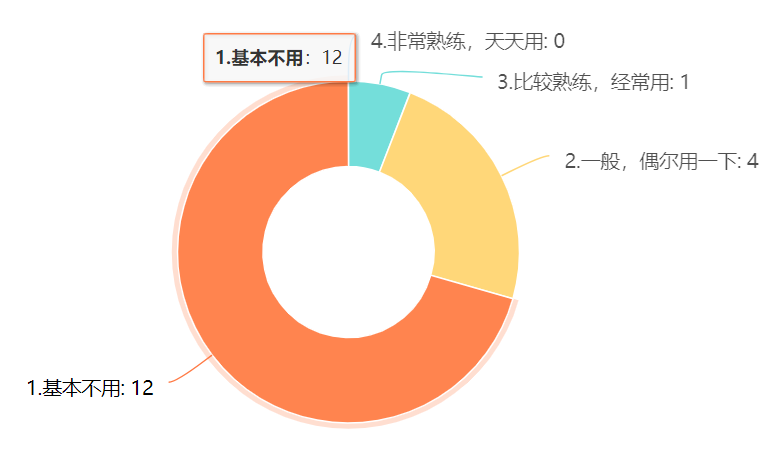 4.非常熟练，天天用: 0
1.基本不用：12
3.比较熟练，经常用: 1
2.一般，偶尔用一下: 4
1.基本不用: 12